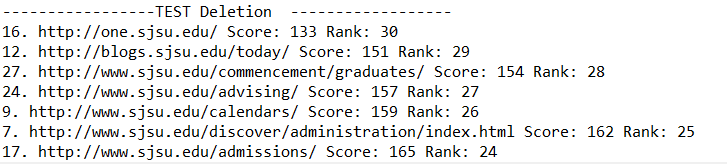 -----------------TEST Deletion  ------------------
16. http://one.sjsu.edu/ Score: 133 Rank: 30
12. http://blogs.sjsu.edu/today/ Score: 151 Rank: 29
27. http://www.sjsu.edu/commencement/graduates/ Score: 154 Rank: 28
24. http://www.sjsu.edu/advising/ Score: 157 Rank: 27
9. http://www.sjsu.edu/calendars/ Score: 159 Rank: 26
7. http://www.sjsu.edu/discover/administration/index.html Score: 162 Rank: 25
17. http://www.sjsu.edu/admissions/ Score: 165 Rank: 24